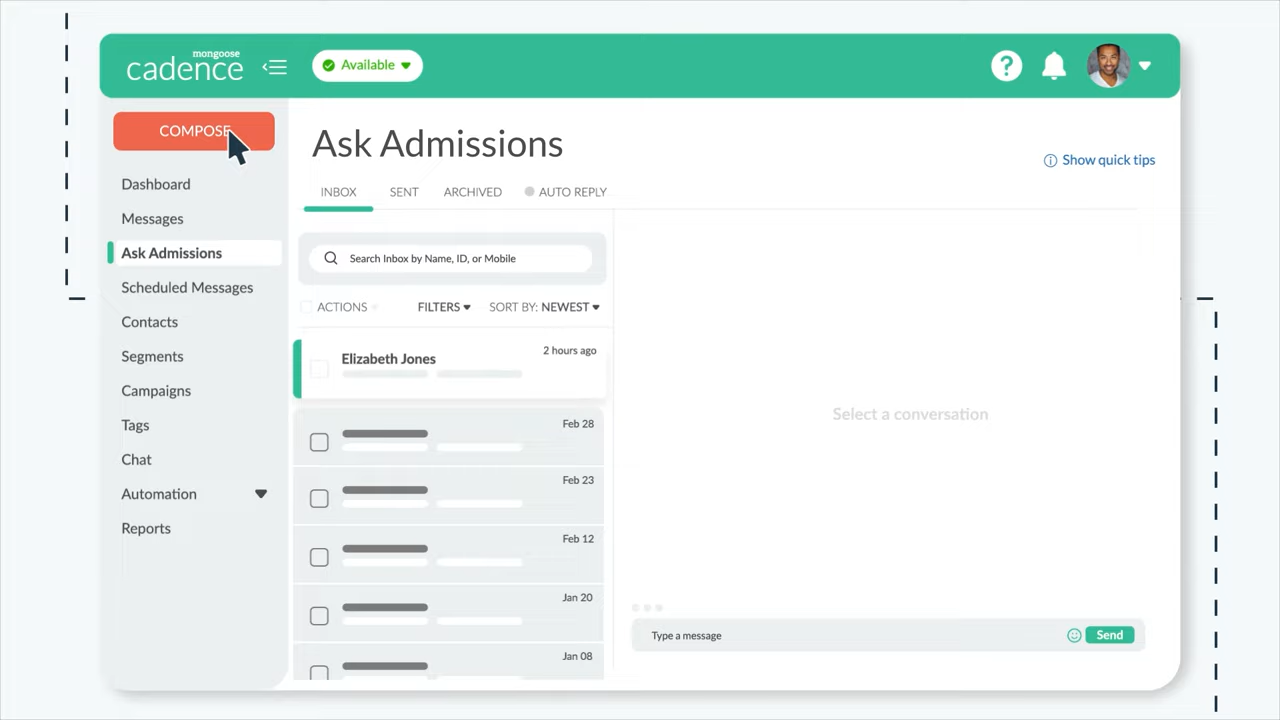 mongoose
cadence
Available
?
COMPOSE
Dashboard
Messages
Ask Admissions
Scheduled Messages
Contacts
Segments
Campaigns
Tags
Chat
Automation
Reports
Ask Admissions
Show quick tips
INBOX SENT ARCHIVED AUTO REPLY
Search Inbox by Name, ID, or Mobile
ACTIONS FILTERS SORT BY: NEWEST
Elizabeth Jones 2 hours ago
Feb 28
Feb 23
Feb 12
Jan 20
Jan 08
Select a conversation
Type a message Send